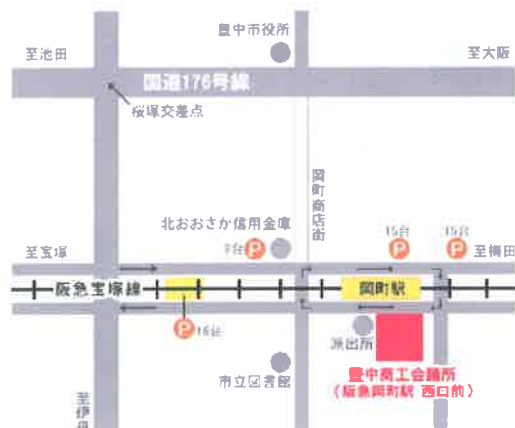 豊中市役所
至池田
至大阪
国道176号線
桜塚交差点
岡町商店街
北おおさか信用金庫
15台
15台
P
P
P
至宝塚
至梅田
阪急宝塚線
岡町駅
P
16台
派出所
市立図書館
豊中商工会議所
(阪急岡町駅 西口前)
至伊丹